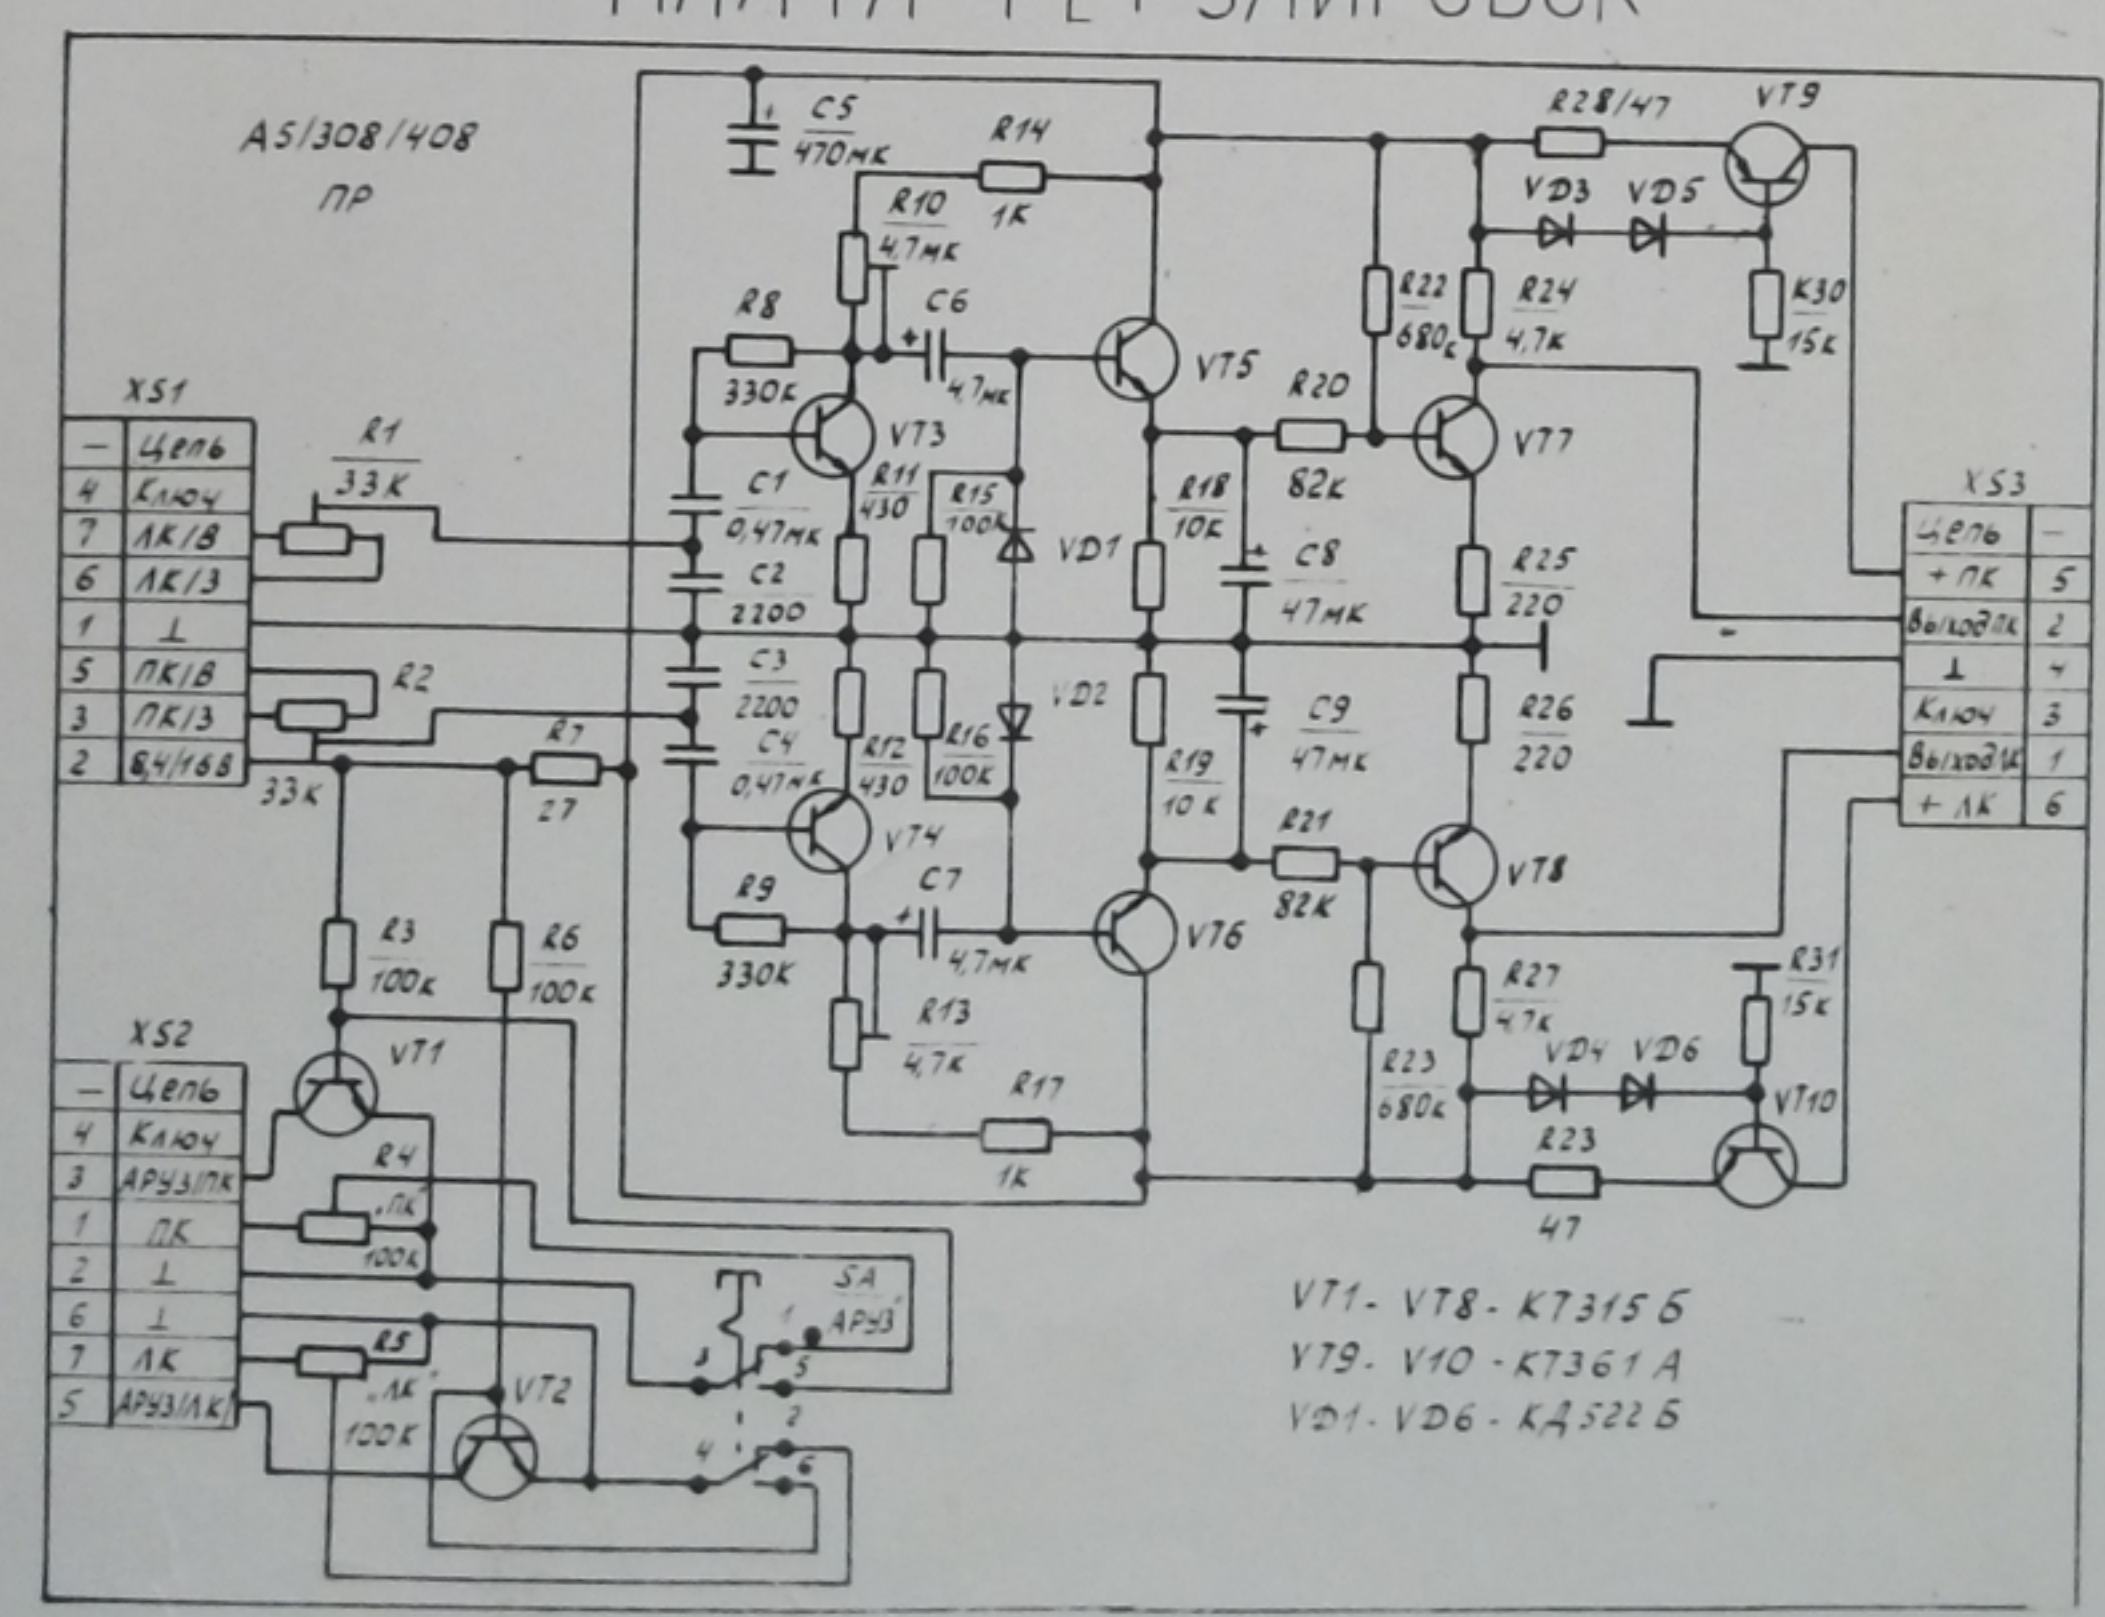 А5/308/408
ПР
C5
470мк
R14
1К
R10
4,7мк
R8
330К
C6
4,7мк
VT3
VT5
R28/47
VT9
VD3
VD5
R22
680к
R24
4,7к
К30
15к
R20
82к
VT7
XS1
— Цепь
4 Ключ
7 ЛК/В
6 ЛК/З
1 ⊥
5 ПК/В
3 ПК/З
2 8,4/16В
R1
33К
R2
33К
R7
27
C1
0,47мк
C2
2200
C3
2200
C4
0,47мк
R11
430
R15
100К
VD1
R18
10к
C8
47мк
R25
220
R12
430
R16
100К
VD2
R19
10к
C9
47мк
R26
220
XS3
Цепь —
+ ПК 5
Выход ПК 2
⊥ 4
Ключ 3
Выход ЛК 1
+ ЛК 6
VT4
R9
330К
C7
4,7мк
VT6
R21
82К
VT8
R13
4,7к
R17
1К
R23
680к
R27
4,7к
VD4
VD6
R31
15к
VT10
R23
47
R3
100к
R6
100к
XS2
— Цепь
4 Ключ
3 АРУЗ/ПК
1 ПК
2 ⊥
6 ⊥
7 ЛК
5 АРУЗ/ЛК
VT1
R4
„ПК"
100к
R5
„ЛК"
100К
VT2
SA
АРУЗ"
1
3
5
2
4
6
VT1- VT8- КТ315Б
VT9- V10 -КТ361А
VD1- VD6- КД522Б